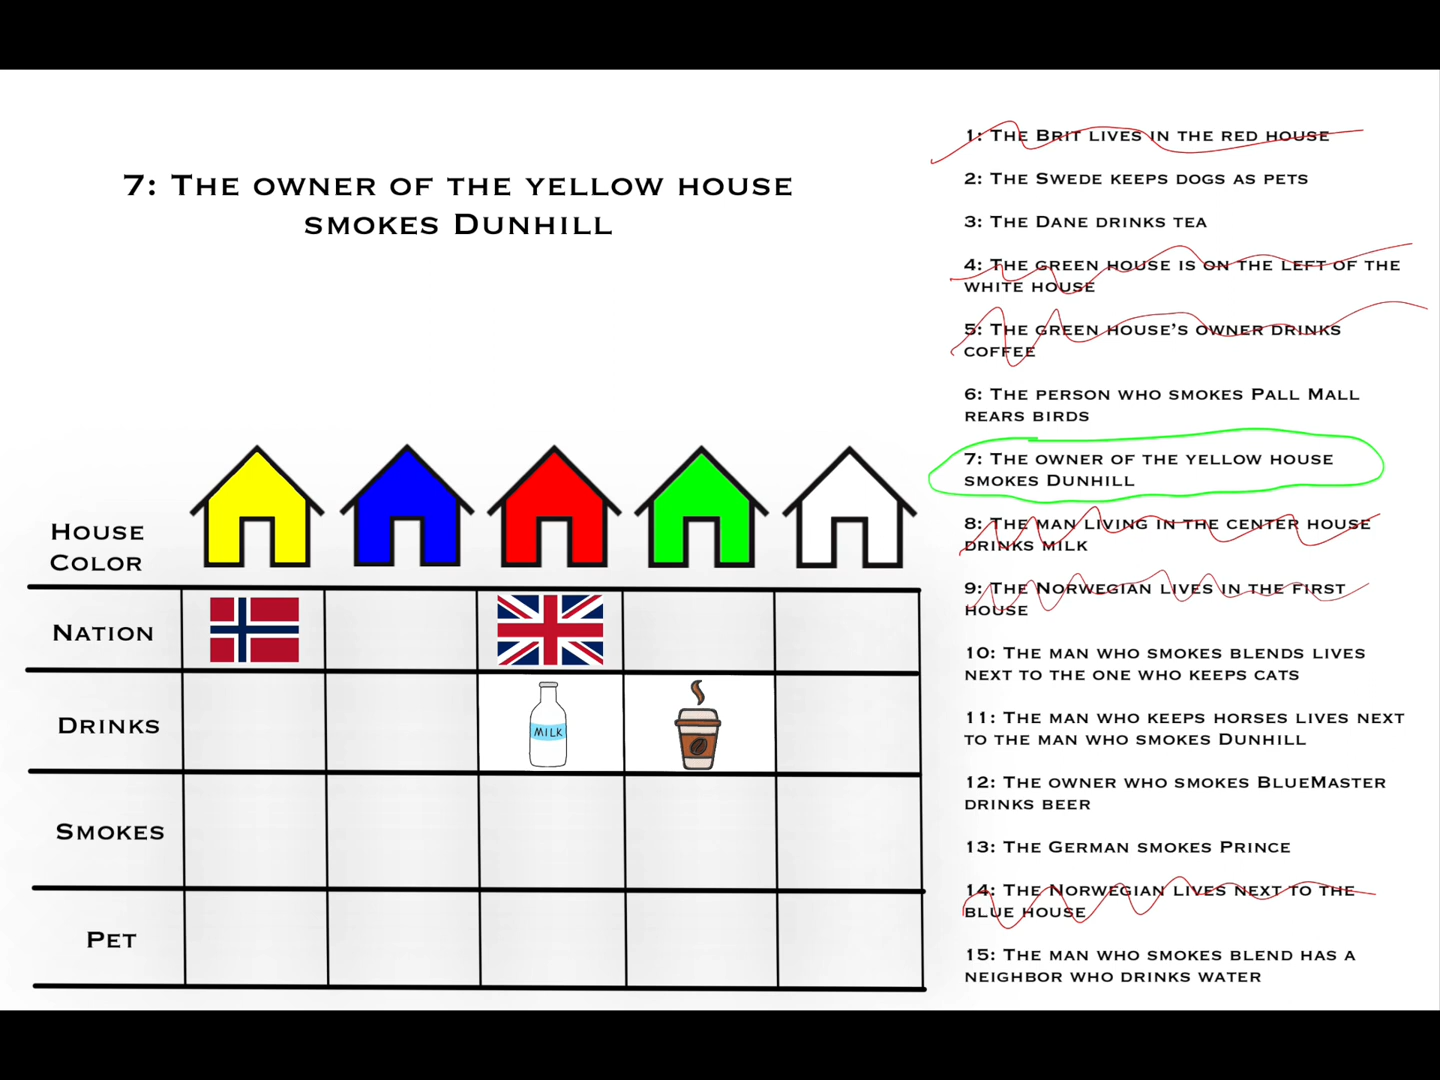 7: The owner of the yellow house
smokes Dunhill
1: The Brit lives in the red house
2: The Swede keeps dogs as pets
3: The Dane drinks tea
4: The green house is on the left of the
white house
5: The green house's owner drinks
coffee
6: The person who smokes Pall Mall
rears birds
7: The owner of the yellow house
smokes Dunhill
8: The man living in the center house
drinks milk
9: The Norwegian lives in the first
house
10: The man who smokes Blends lives
next to the one who keeps cats
11: The man who keeps horses lives next
to the man who smokes Dunhill
12: The owner who smokes BlueMaster
drinks beer
13: The German smokes Prince
14: The Norwegian lives next to the
blue house
15: The man who smokes Blend has a
neighbor who drinks water
House
Color
Nation
Drinks
MILK
Smokes
Pet